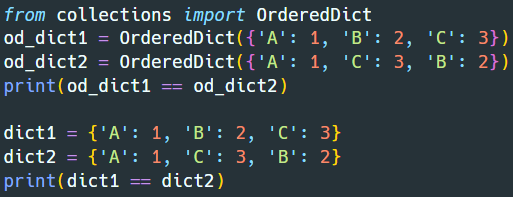 from collections import OrderedDict
od_dict1 = OrderedDict({'A': 1, 'B': 2, 'C': 3})
od_dict2 = OrderedDict({'A': 1, 'C': 3, 'B': 2})
print(od_dict1 == od_dict2)

dict1 = {'A': 1, 'B': 2, 'C': 3}
dict2 = {'A': 1, 'C': 3, 'B': 2}
print(dict1 == dict2)